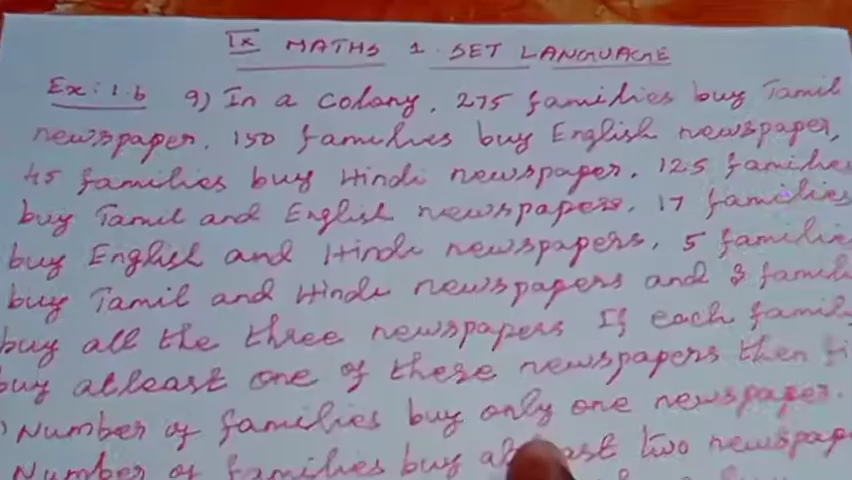 IX MATHS 1. SET LANGUAGE
Ex: 1.6 9) In a colony, 275 families buy Tamil
newspaper, 150 families buy English newspaper,
45 families buy Hindi newspaper, 125 families
buy Tamil and English newspapers, 17 families
buy English and Hindi newspapers, 5 families
buy Tamil and Hindi newspapers and 3 famili
buy all the three newspapers If each family
buy atleast one of these newspapers then fi
) Number of families buy only one newspaper.
Number of families buy two newspap